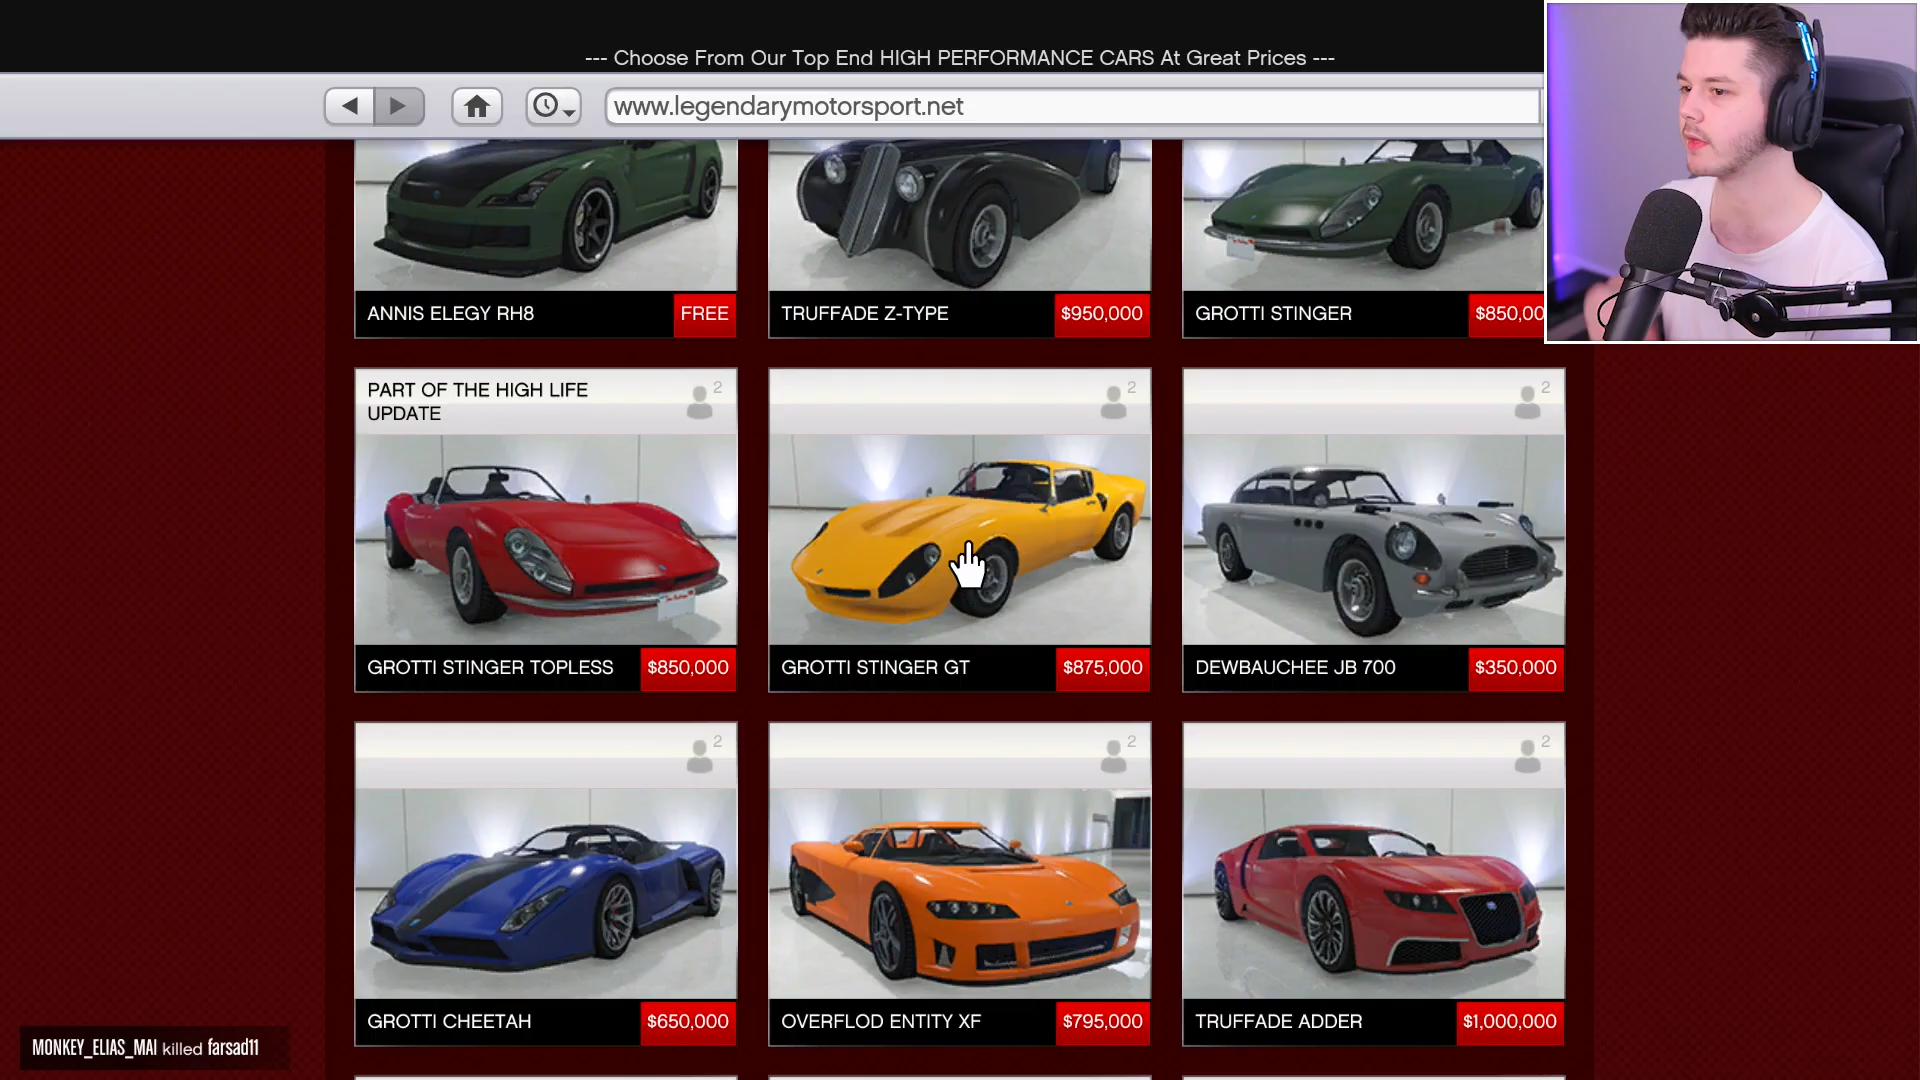 --- Choose From Our Top End HIGH PERFORMANCE CARS At Great Prices ---
www.legendarymotorsport.net
ANNIS ELEGY RH8 FREE
TRUFFADE Z-TYPE $950,000
GROTTI STINGER $850,00
PART OF THE HIGH LIFE
UPDATE
2
2
2
GROTTI STINGER TOPLESS $850,000
GROTTI STINGER GT $875,000
DEWBAUCHEE JB 700 $350,000
2
2
2
GROTTI CHEETAH $650,000
OVERFLOD ENTITY XF $795,000
TRUFFADE ADDER $1,000,000
MONKEY_ELIAS_MAI killed farsad11